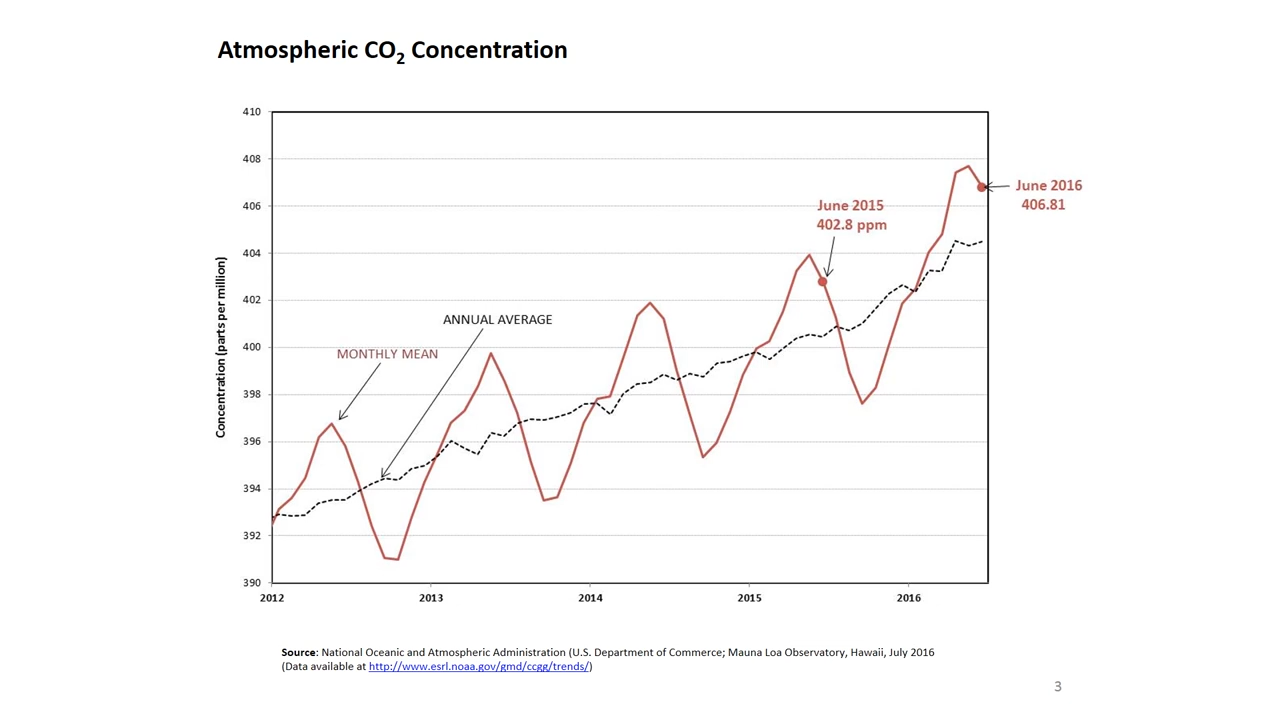 Atmospheric CO2 Concentration
410
408
406
404
402
400
398
396
394
392
390
Concentration (parts per million)
2012
2013
2014
2015
2016
MONTHLY MEAN
ANNUAL AVERAGE
June 2015
402.8 ppm
June 2016
406.81
Source: National Oceanic and Atmospheric Administration (U.S. Department of Commerce; Mauna Loa Observatory, Hawaii, July 2016
(Data available at http://www.esrl.noaa.gov/gmd/ccgg/trends/)
3